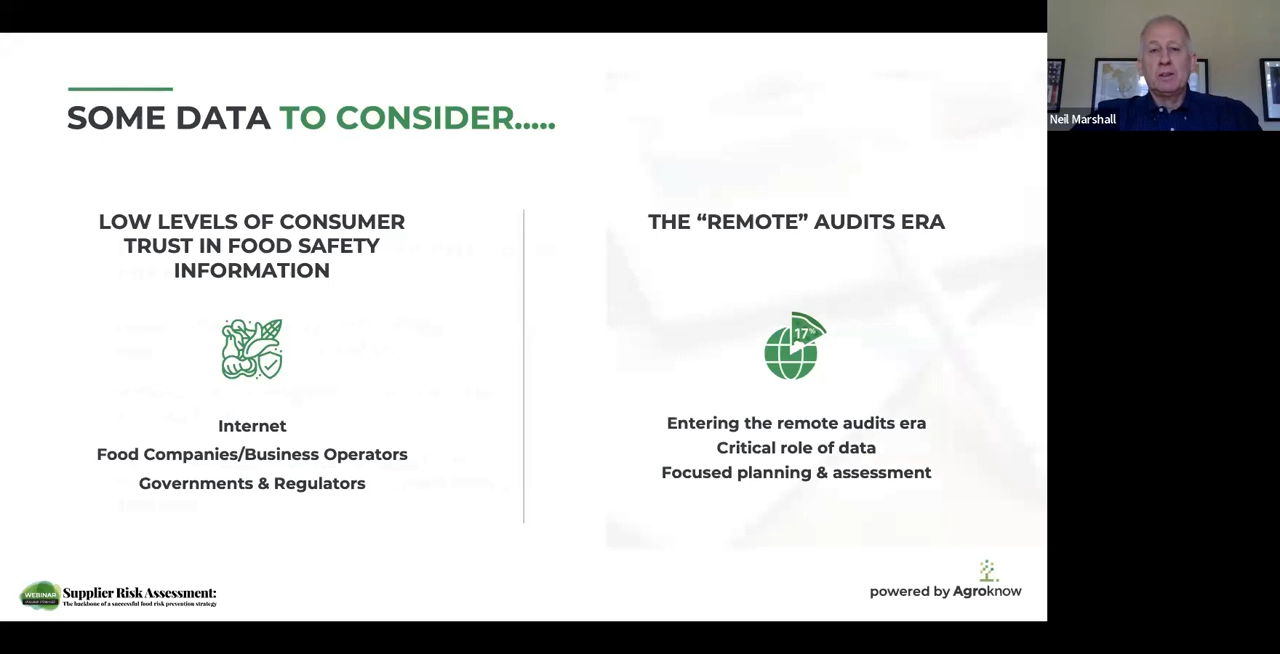 SOME DATA TO CONSIDER.....
LOW LEVELS OF CONSUMER
TRUST IN FOOD SAFETY
INFORMATION
Internet
Food Companies/Business Operators
Governments & Regulators
THE “REMOTE” AUDITS ERA
17%
Entering the remote audits era
Critical role of data
Focused planning & assessment
WEBINAR
Supplier Risk Assessment:
The backbone of a successful food risk prevention strategy
powered by Agroknow
Neil Marshall